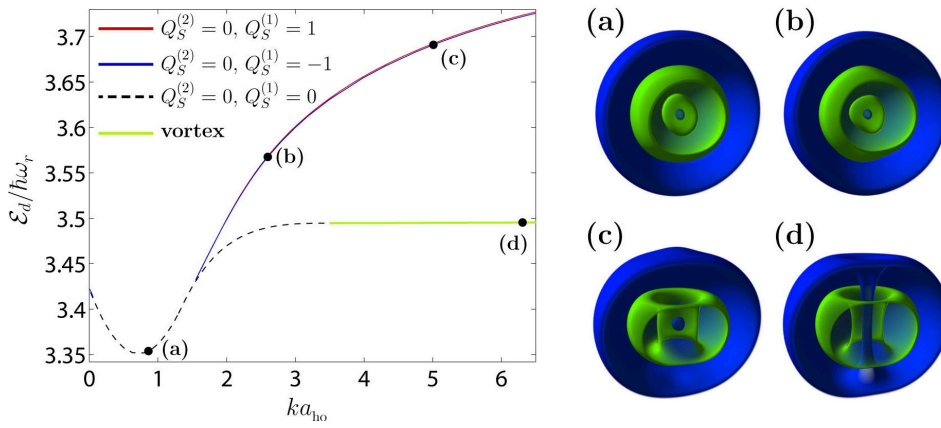 Q_S^{(2)} = 0, Q_S^{(1)} = 1
Q_S^{(2)} = 0, Q_S^{(1)} = −1
Q_S^{(2)} = 0, Q_S^{(1)} = 0
vortex
(a)
(b)
(c)
(d)
3.7
3.65
3.6
3.55
3.5
3.45
3.4
3.35
ℰ_d/ℏω_r
0 1 2 3 4 5 6
ka_ho
(a) (b)
(c) (d)